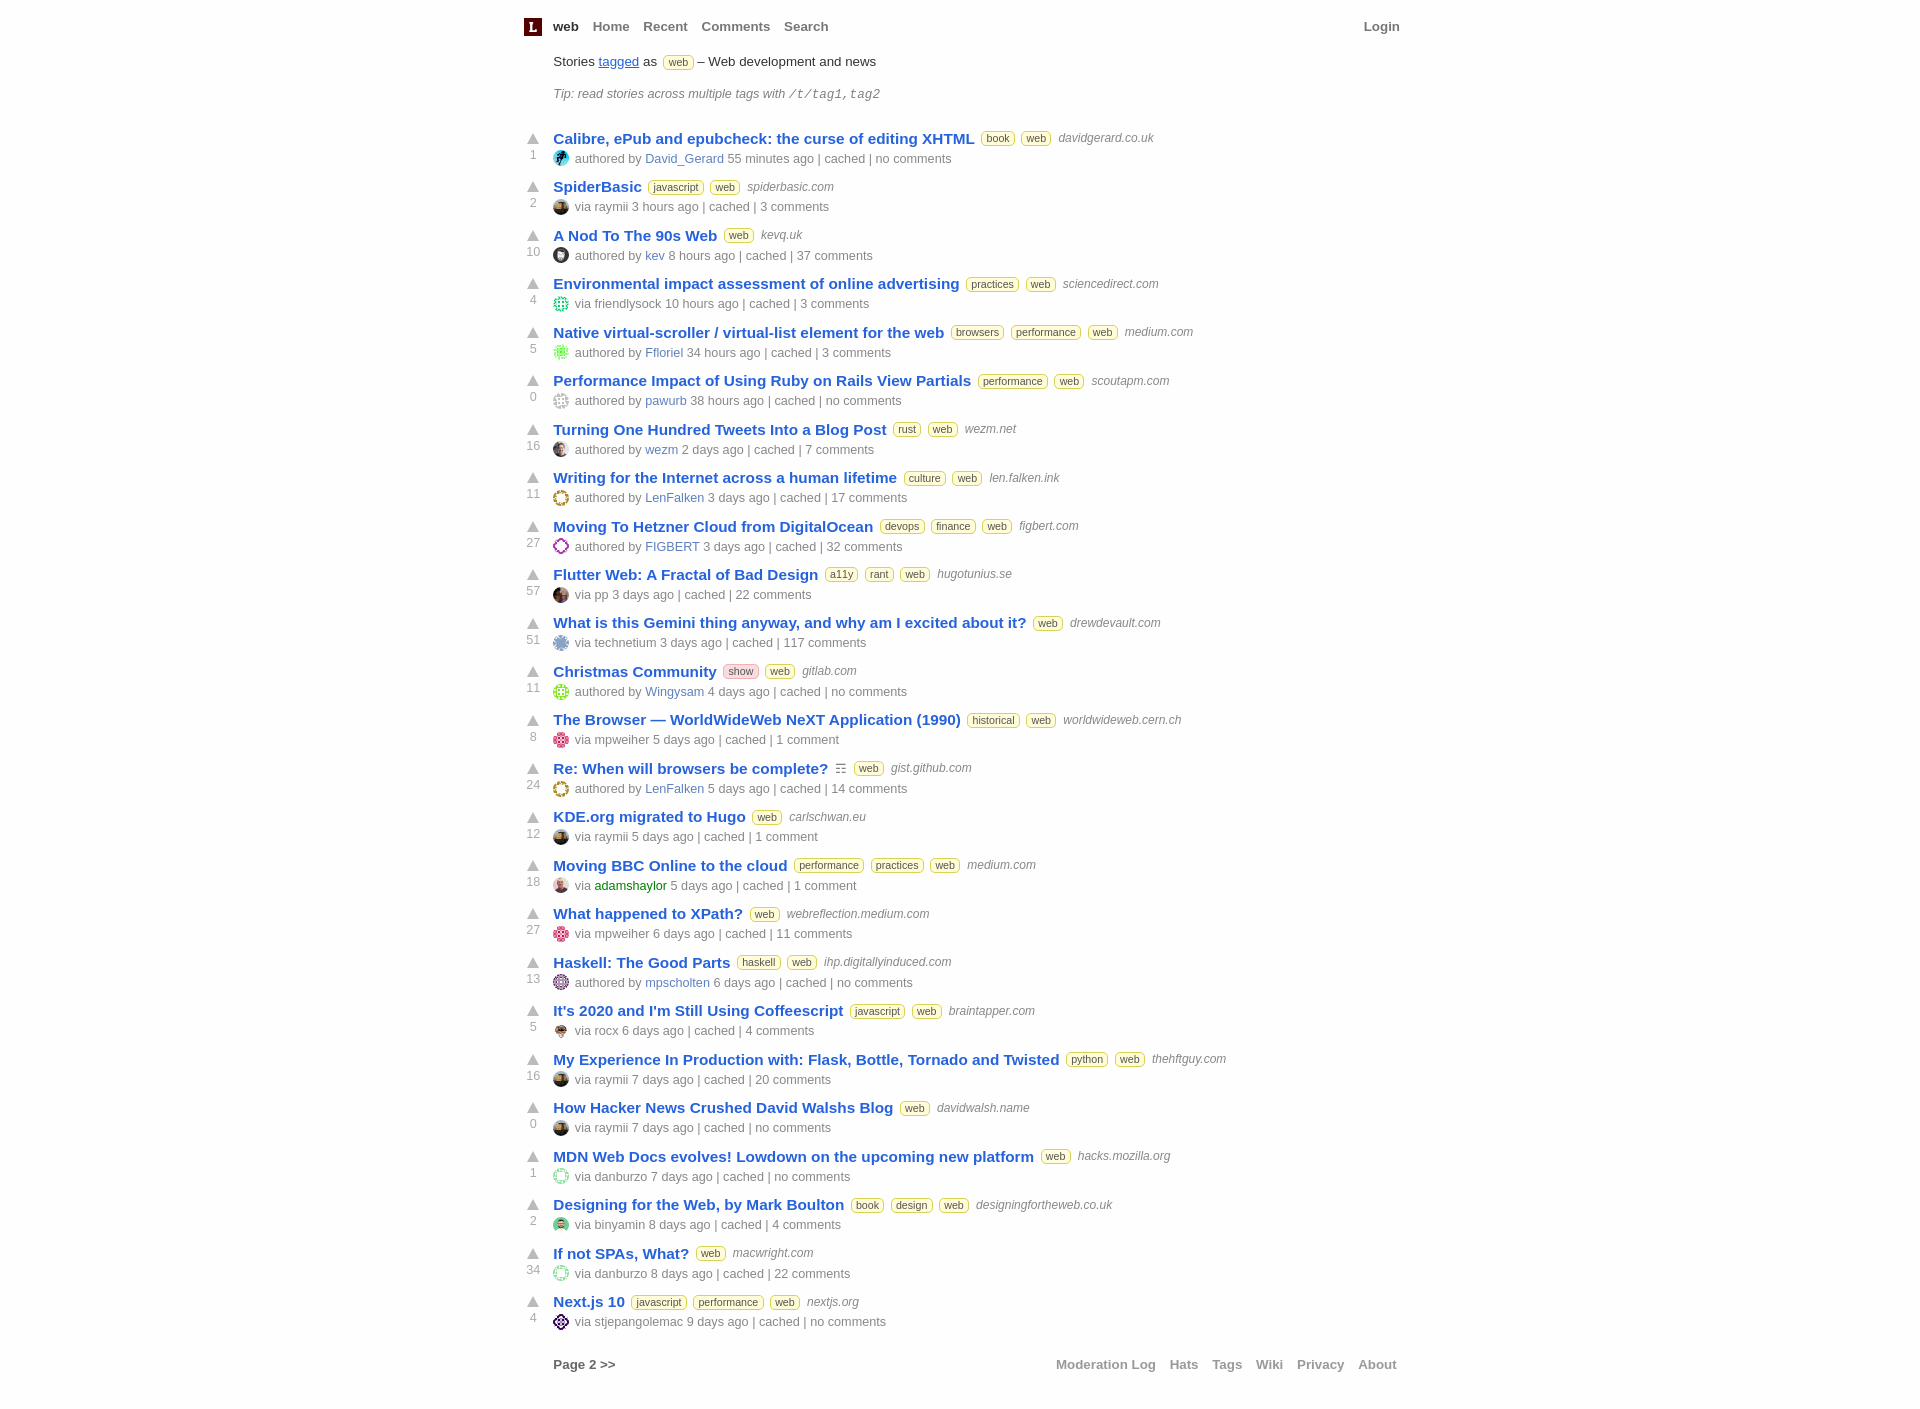 L web Home Recent Comments Search Login
Stories tagged as web – Web development and news
Tip: read stories across multiple tags with /t/tag1,tag2
Calibre, ePub and epubcheck: the curse of editing XHTML book web davidgerard.co.uk
1 authored by David_Gerard 55 minutes ago | cached | no comments
SpiderBasic javascript web spiderbasic.com
2 via raymii 3 hours ago | cached | 3 comments
A Nod To The 90s Web web kevq.uk
10 authored by kev 8 hours ago | cached | 37 comments
Environmental impact assessment of online advertising practices web sciencedirect.com
4 via friendlysock 10 hours ago | cached | 3 comments
Native virtual-scroller / virtual-list element for the web browsers performance web medium.com
5 authored by Ffloriel 34 hours ago | cached | 3 comments
Performance Impact of Using Ruby on Rails View Partials performance web scoutapm.com
0 authored by pawurb 38 hours ago | cached | no comments
Turning One Hundred Tweets Into a Blog Post rust web wezm.net
16 authored by wezm 2 days ago | cached | 7 comments
Writing for the Internet across a human lifetime culture web len.falken.ink
11 authored by LenFalken 3 days ago | cached | 17 comments
Moving To Hetzner Cloud from DigitalOcean devops finance web figbert.com
27 authored by FIGBERT 3 days ago | cached | 32 comments
Flutter Web: A Fractal of Bad Design a11y rant web hugotunius.se
57 via pp 3 days ago | cached | 22 comments
What is this Gemini thing anyway, and why am I excited about it? web drewdevault.com
51 via technetium 3 days ago | cached | 117 comments
Christmas Community show web gitlab.com
11 authored by Wingysam 4 days ago | cached | no comments
The Browser — WorldWideWeb NeXT Application (1990) historical web worldwideweb.cern.ch
8 via mpweiher 5 days ago | cached | 1 comment
Re: When will browsers be complete? ☶ web gist.github.com
24 authored by LenFalken 5 days ago | cached | 14 comments
KDE.org migrated to Hugo web carlschwan.eu
12 via raymii 5 days ago | cached | 1 comment
Moving BBC Online to the cloud performance practices web medium.com
18 via adamshaylor 5 days ago | cached | 1 comment
What happened to XPath? web webreflection.medium.com
27 via mpweiher 6 days ago | cached | 11 comments
Haskell: The Good Parts haskell web ihp.digitallyinduced.com
13 authored by mpscholten 6 days ago | cached | no comments
It's 2020 and I'm Still Using Coffeescript javascript web braintapper.com
5 via rocx 6 days ago | cached | 4 comments
My Experience In Production with: Flask, Bottle, Tornado and Twisted python web thehftguy.com
16 via raymii 7 days ago | cached | 20 comments
How Hacker News Crushed David Walshs Blog web davidwalsh.name
0 via raymii 7 days ago | cached | no comments
MDN Web Docs evolves! Lowdown on the upcoming new platform web hacks.mozilla.org
1 via danburzo 7 days ago | cached | no comments
Designing for the Web, by Mark Boulton book design web designingfortheweb.co.uk
2 via binyamin 8 days ago | cached | 4 comments
If not SPAs, What? web macwright.com
34 via danburzo 8 days ago | cached | 22 comments
Next.js 10 javascript performance web nextjs.org
4 via stjepangolemac 9 days ago | cached | no comments
Page 2 >> Moderation Log Hats Tags Wiki Privacy About